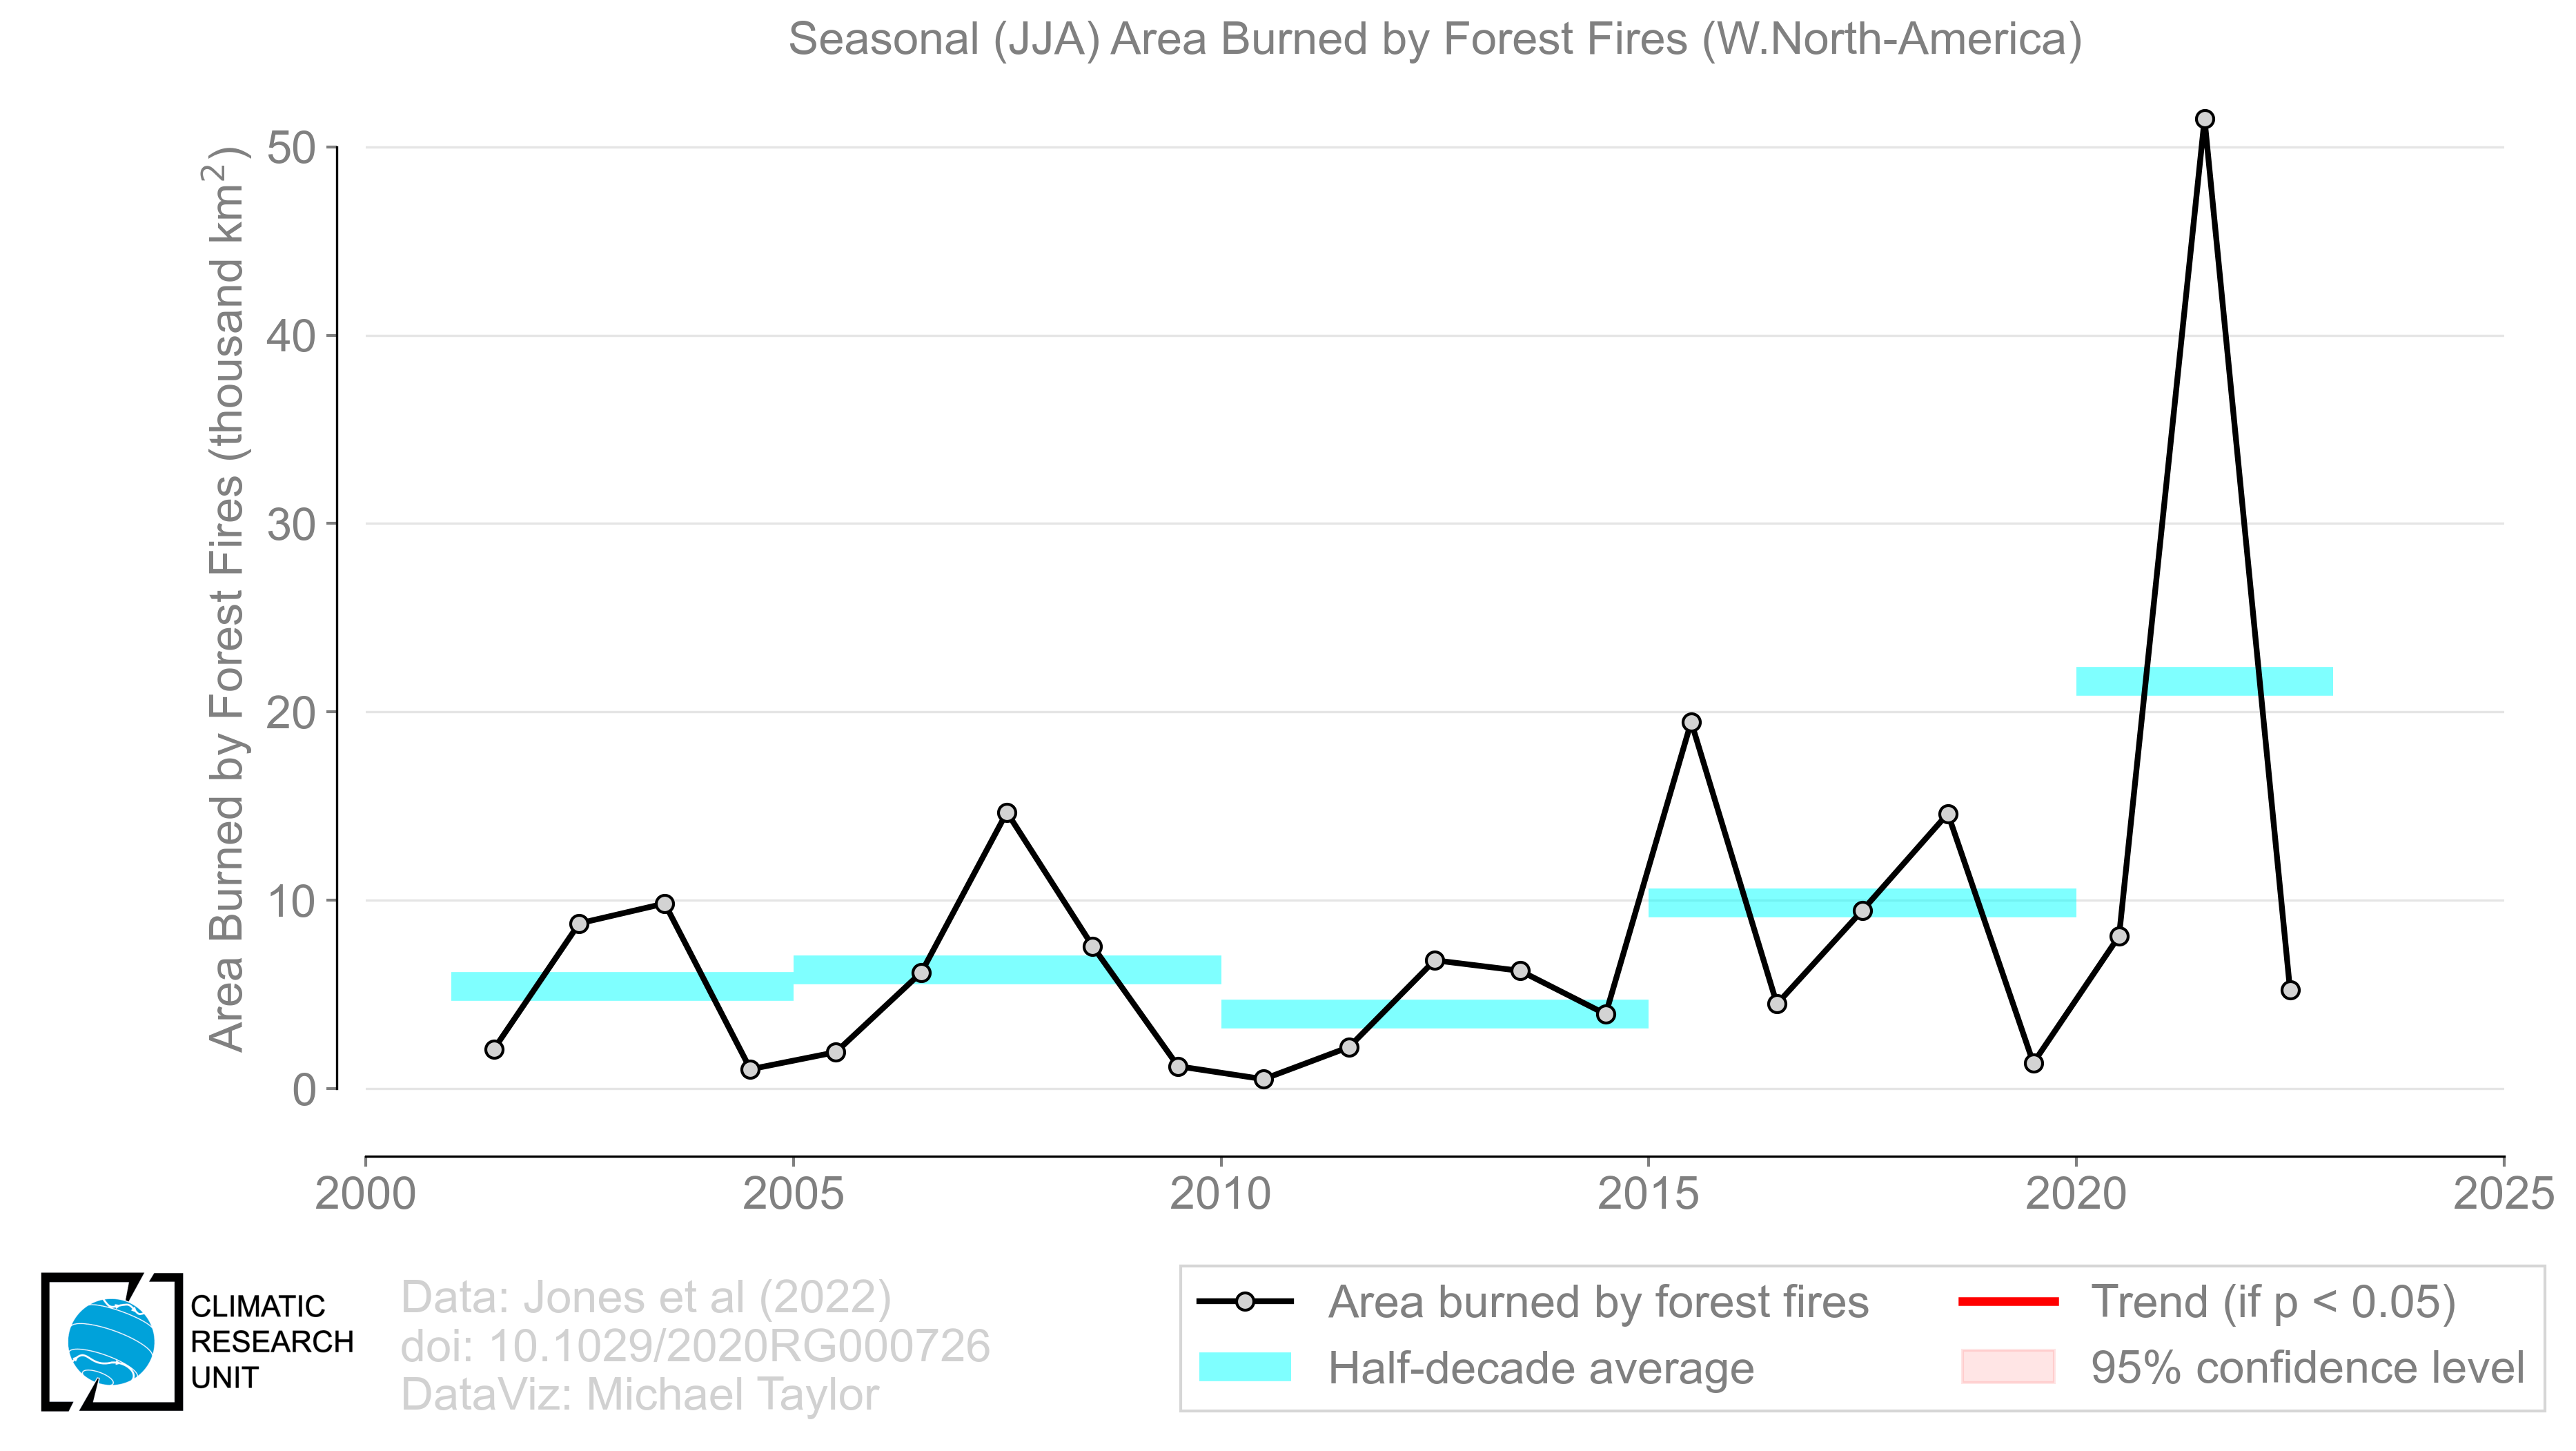 Seasonal (JJA) Area Burned by Forest Fires (W.North-America)
Area Burned by Forest Fires (thousand km²)
50
40
30
20
10
0
2000
2005
2010
2015
2020
2025
CLIMATIC
RESEARCH
UNIT
Data: Jones et al (2022)
doi: 10.1029/2020RG000726
DataViz: Michael Taylor
Area burned by forest fires
Half-decade average
Trend (if p < 0.05)
95% confidence level